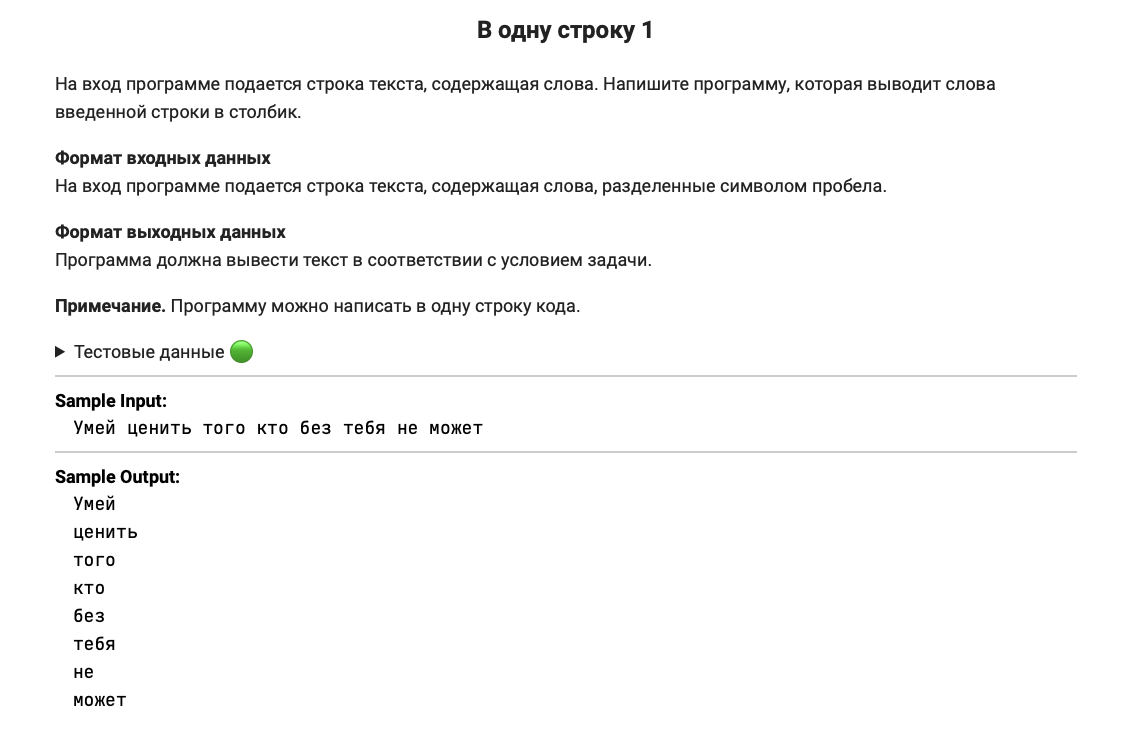 В одну строку 1
На вход программе подается строка текста, содержащая слова. Напишите программу, которая выводит слова
введенной строки в столбик.
Формат входных данных
На вход программе подается строка текста, содержащая слова, разделенные символом пробела.
Формат выходных данных
Программа должна вывести текст в соответствии с условием задачи.
Примечание. Программу можно написать в одну строку кода.
Тестовые данные
Sample Input:
Умей ценить того кто без тебя не может
Sample Output:
Умей
ценить
того
кто
без
тебя
не
может